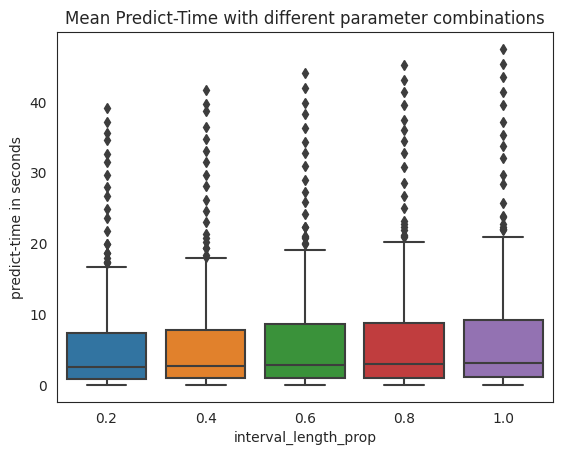 Mean Predict-Time with different parameter combinations
predict-time in seconds
40
30
20
10
0
0.2 0.4 0.6 0.8 1.0
interval_length_prop